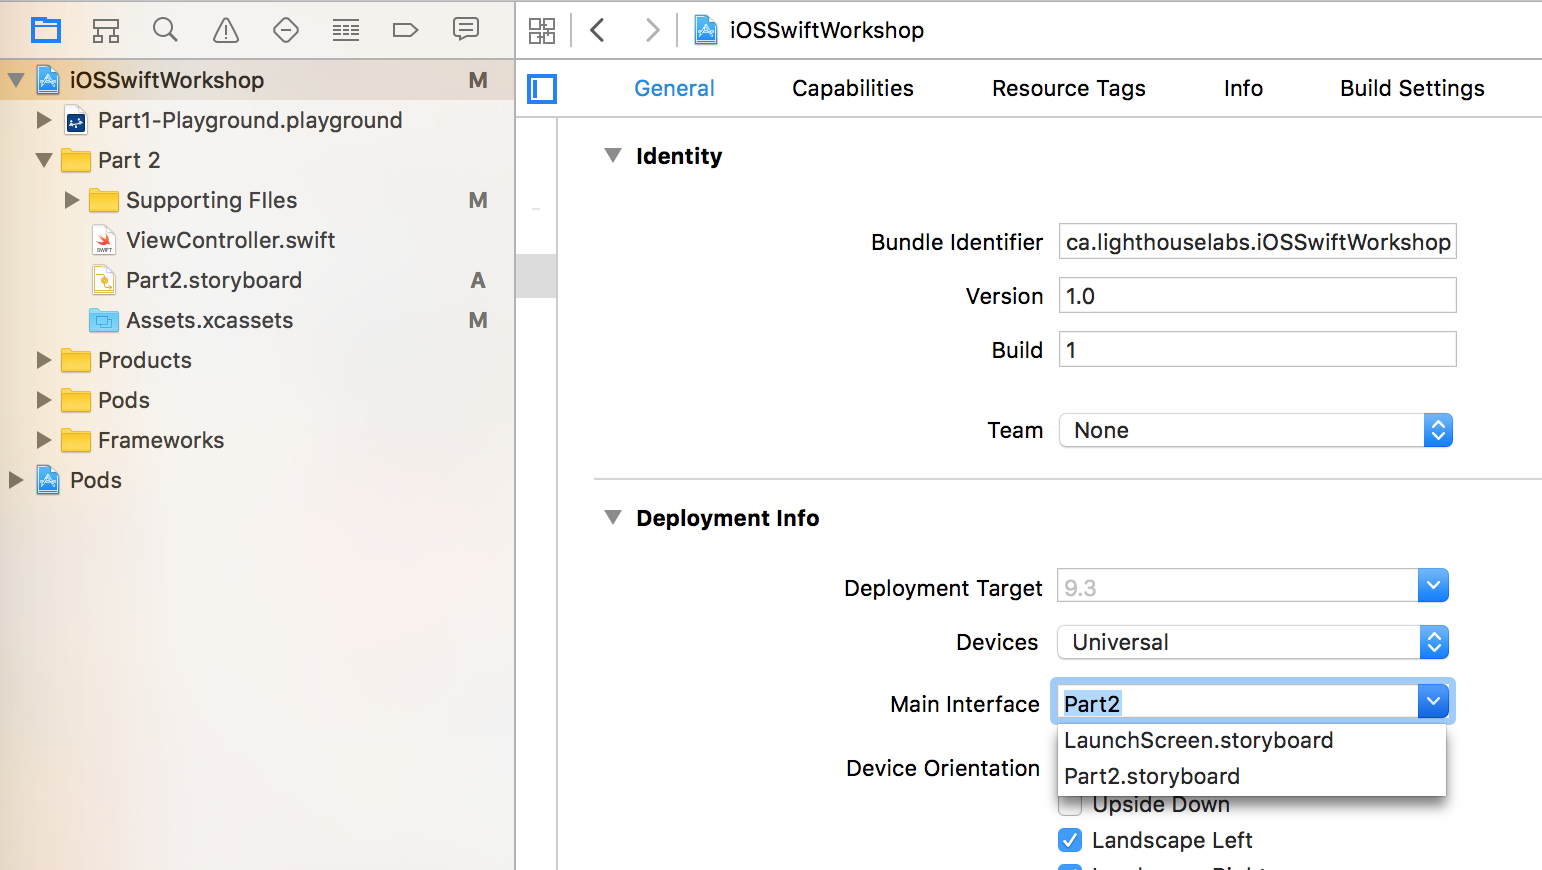 iOSSwiftWorkshop
iOSSwiftWorkshop M
Part1-Playground.playground
Part 2
Supporting FIles M
ViewController.swift
Part2.storyboard A
Assets.xcassets M
Products
Pods
Frameworks
Pods
General Capabilities Resource Tags Info Build Settings
Identity
Bundle Identifier ca.lighthouselabs.iOSSwiftWorkshop
Version 1.0
Build 1
Team None
Deployment Info
Deployment Target 9.3
Devices Universal
Main Interface Part2
LaunchScreen.storyboard
Device Orientation
Part2.storyboard
Upside Down
Landscape Left